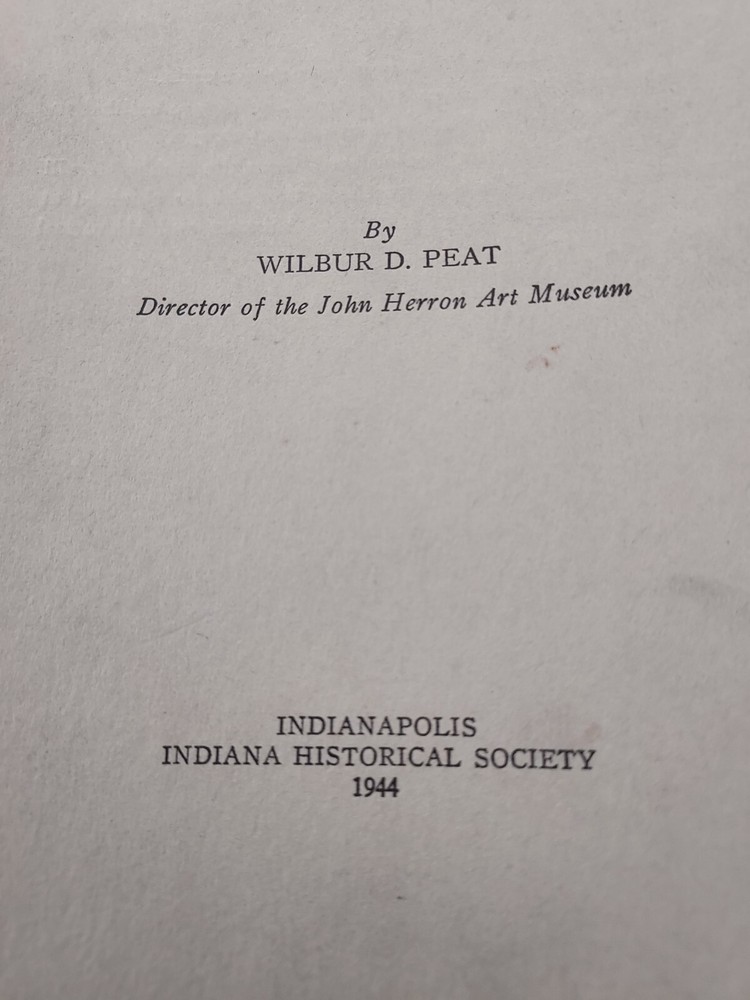 By
WILBUR D. PEAT
Director of the John Herron Art Museum
INDIANAPOLIS
INDIANA HISTORICAL SOCIETY
1944